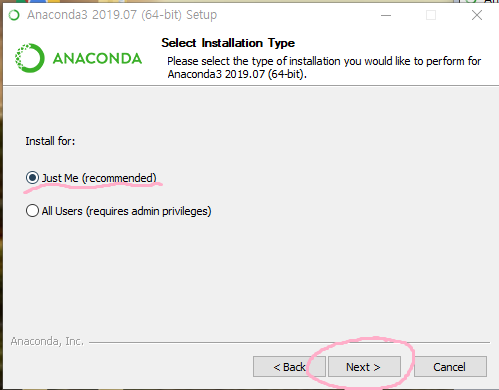 Anaconda3 2019.07 (64-bit) Setup
ANACONDA
Select Installation Type
Please select the type of installation you would like to perform for
Anaconda3 2019.07 (64-bit).
Install for:
Just Me (recommended)
All Users (requires admin privileges)
Anaconda, Inc.
< Back Next > Cancel